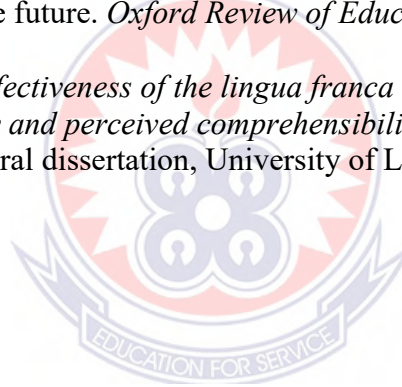 e future. Oxford Review of Educ
fectiveness of the lingua franca
and perceived comprehensibili
ral dissertation, University of L
EDUCATION FOR SERVICE